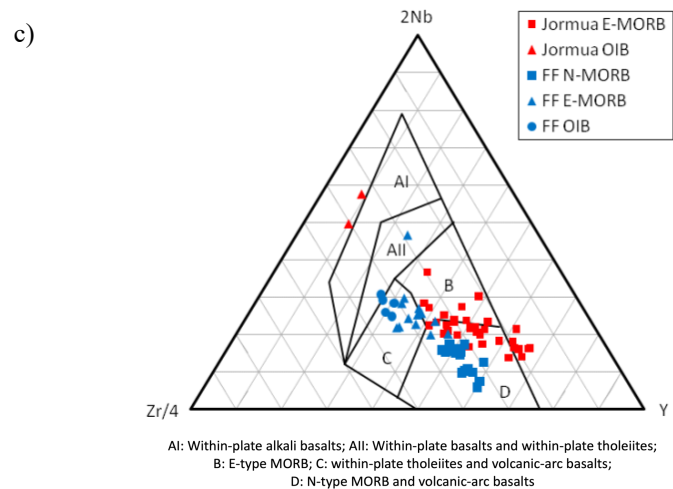 c)
2Nb
Jormua E-MORB
Jormua OIB
FF N-MORB
FF E-MORB
FF OIB
AI
AII
B
C
D
Zr/4
Y
AI: Within-plate alkali basalts; AII: Within-plate basalts and within-plate tholeiites;
B: E-type MORB; C: within-plate tholeiites and volcanic-arc basalts;
D: N-type MORB and volcanic-arc basalts